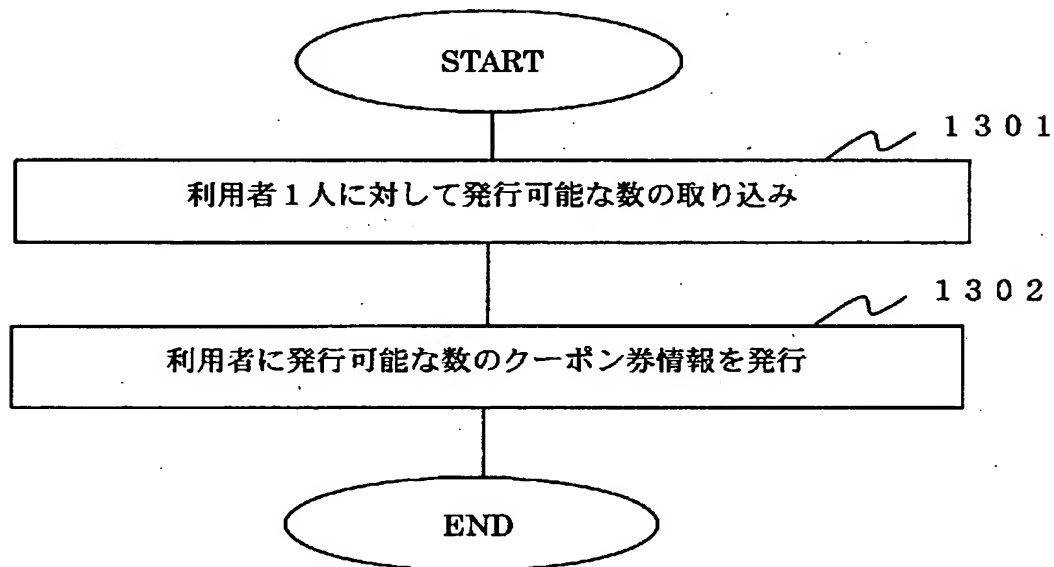 START
１３０１
利用者１人に対して発行可能な数の取り込み
１３０２
利用者に発行可能な数のクーポン券情報を発行
END